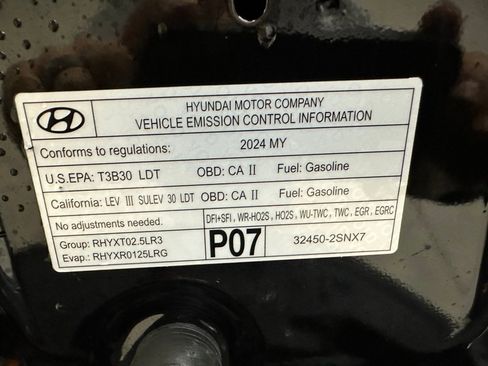 HYUNDAI MOTOR COMPANY
VEHICLE EMISSION CONTROL INFORMATION
Conforms to regulations: 2024 MY
U.S.EPA: T3B30 LDT OBD: CA II Fuel: Gasoline
California: LEV III SULEV 30 LDT OBD: CA II Fuel: Gasoline
No adjustments needed. DFI+SFI, WR-HO2S, HO2S, WU-TWC, TWC, EGR, EGRC
Group: RHYXT02.5LR3
Evap.: RHYXR0125LRG
P07 32450-2SNX7